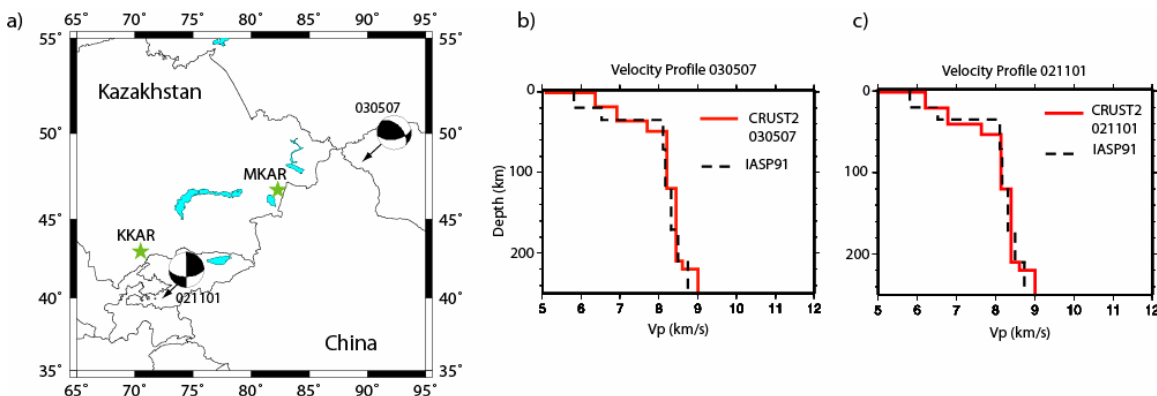 a)
65° 70° 75° 80° 85° 90° 95°
55° 55°
Kazakhstan
030507
50° 50°
MKAR
45° 45°
KKAR
021101
40° 40°
China
35° 35°
65° 70° 75° 80° 85° 90° 95°
b)
Velocity Profile 030507
0
100
200
Depth (km)
CRUST2
030507
IASP91
5 6 7 8 9 10 11 12
Vp (km/s)
c)
Velocity Profile 021101
0
100
200
CRUST2
021101
IASP91
5 6 7 8 9 10 11 12
Vp (km/s)